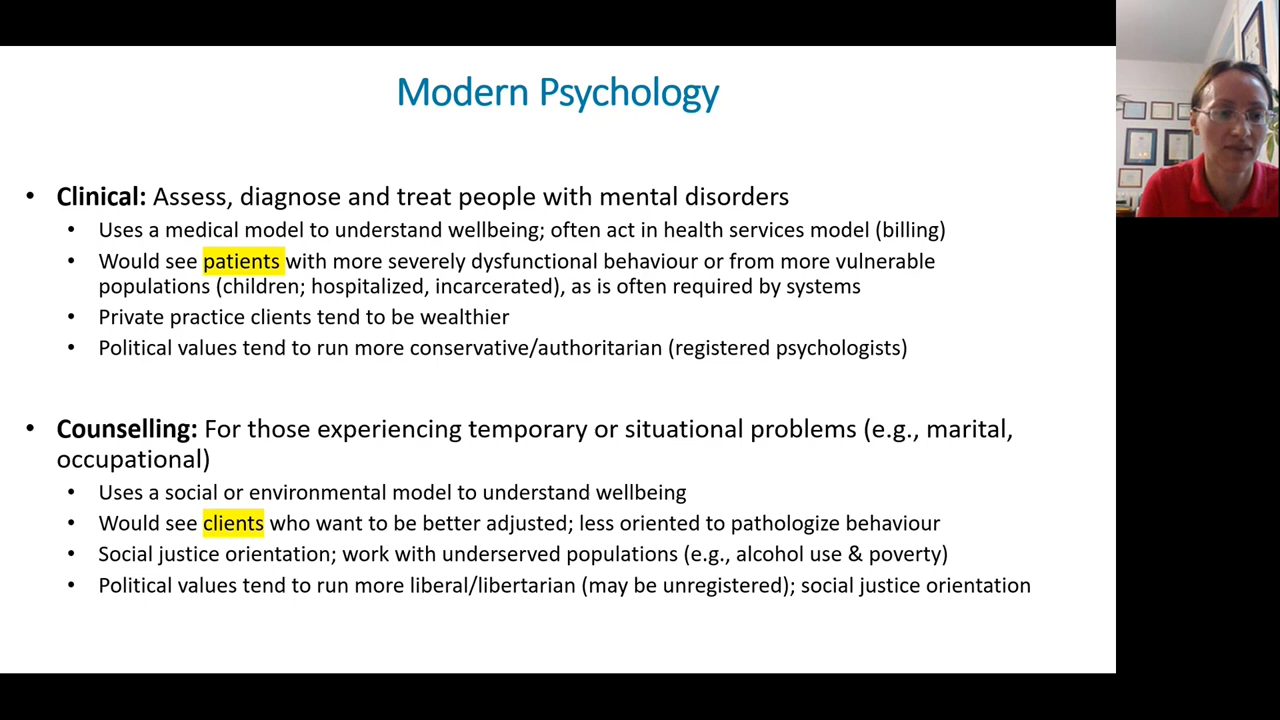 Modern Psychology
• Clinical: Assess, diagnose and treat people with mental disorders
• Uses a medical model to understand wellbeing; often act in health services model (billing)
• Would see patients with more severely dysfunctional behaviour or from more vulnerable
populations (children; hospitalized, incarcerated), as is often required by systems
• Private practice clients tend to be wealthier
• Political values tend to run more conservative/authoritarian (registered psychologists)
• Counselling: For those experiencing temporary or situational problems (e.g., marital,
occupational)
• Uses a social or environmental model to understand wellbeing
• Would see clients who want to be better adjusted; less oriented to pathologize behaviour
• Social justice orientation; work with underserved populations (e.g., alcohol use & poverty)
• Political values tend to run more liberal/libertarian (may be unregistered); social justice orientation